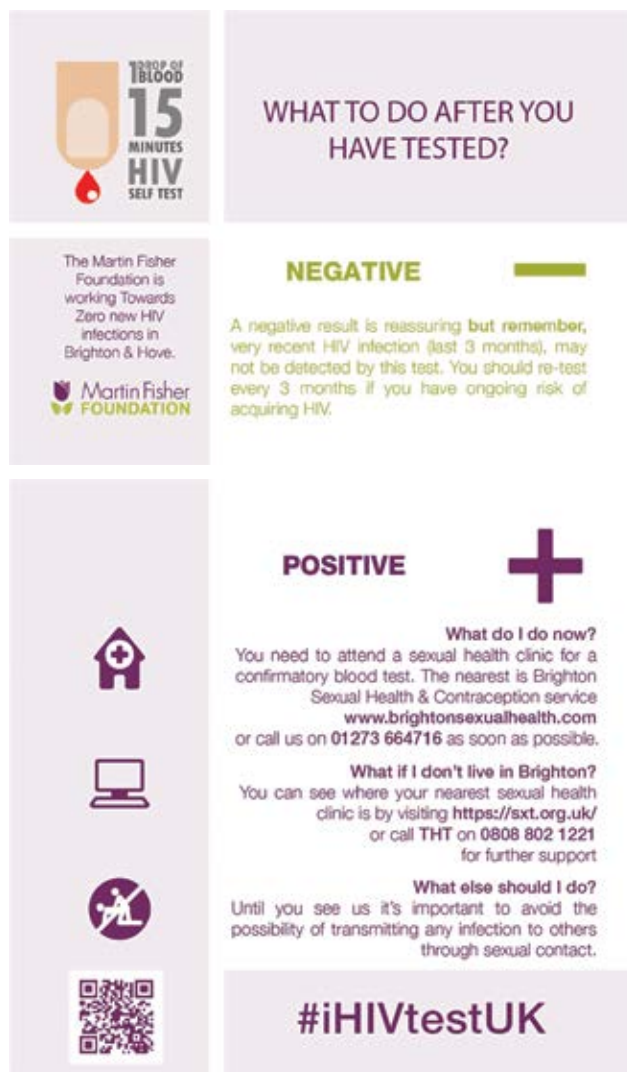 1 DROP OF
BLOOD
15
MINUTES
HIV
SELF TEST
WHAT TO DO AFTER YOU
HAVE TESTED?
The Martin Fisher
Foundation is
working Towards
Zero new HIV
infections in
Brighton & Hove.
Martin Fisher
FOUNDATION
NEGATIVE
A negative result is reassuring but remember,
very recent HIV infection (last 3 months), may
not be detected by this test. You should re-test
every 3 months if you have ongoing risk of
acquiring HIV.
POSITIVE
What do I do now?
You need to attend a sexual health clinic for a
confirmatory blood test. The nearest is Brighton
Sexual Health & Contraception service
www.brightonsexualhealth.com
or call us on 01273 664716 as soon as possible.
What if I don't live in Brighton?
You can see where your nearest sexual health
clinic is by visiting https://sxt.org.uk/
or call THT on 0808 802 1221
for further support
What else should I do?
Until you see us it's important to avoid the
possibility of transmitting any infection to others
through sexual contact.
#iHIVtestUK